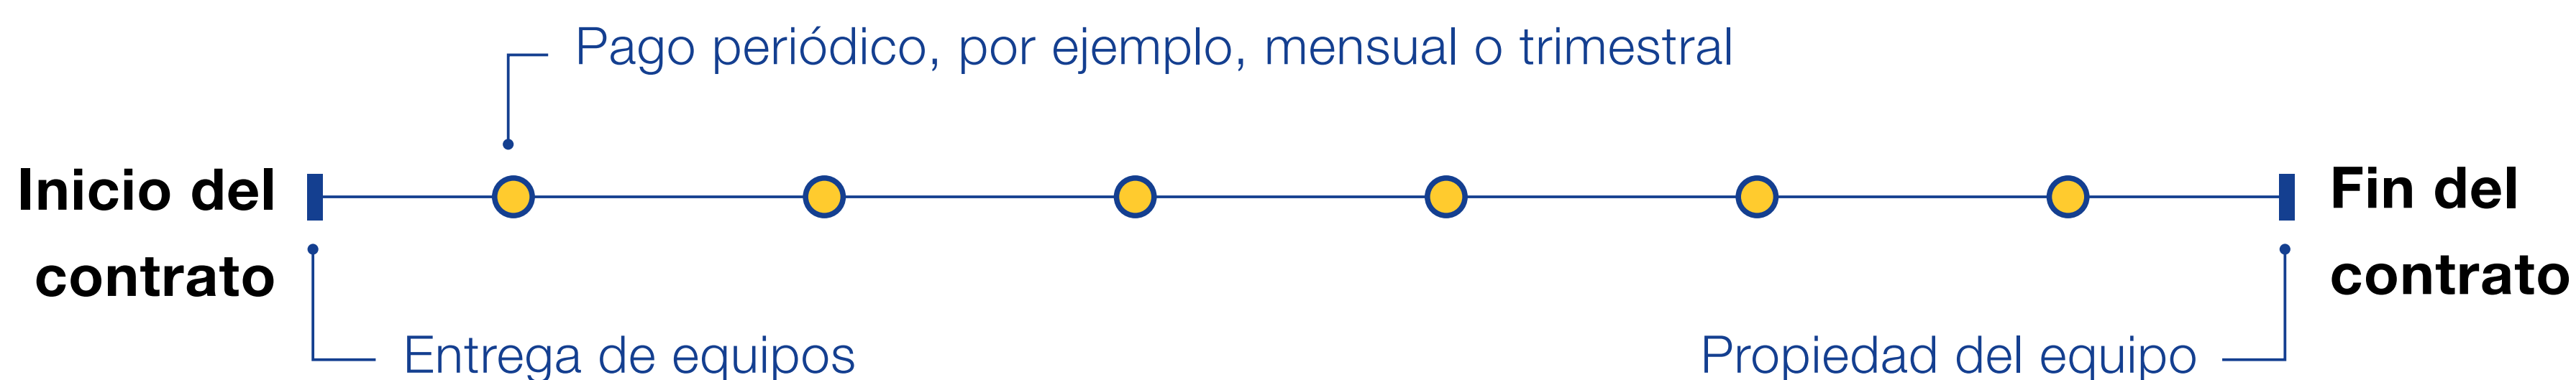 Pago periódico, por ejemplo, mensual o trimestral
Inicio del
contrato
Fin del
contrato
Entrega de equipos
Propiedad del equipo